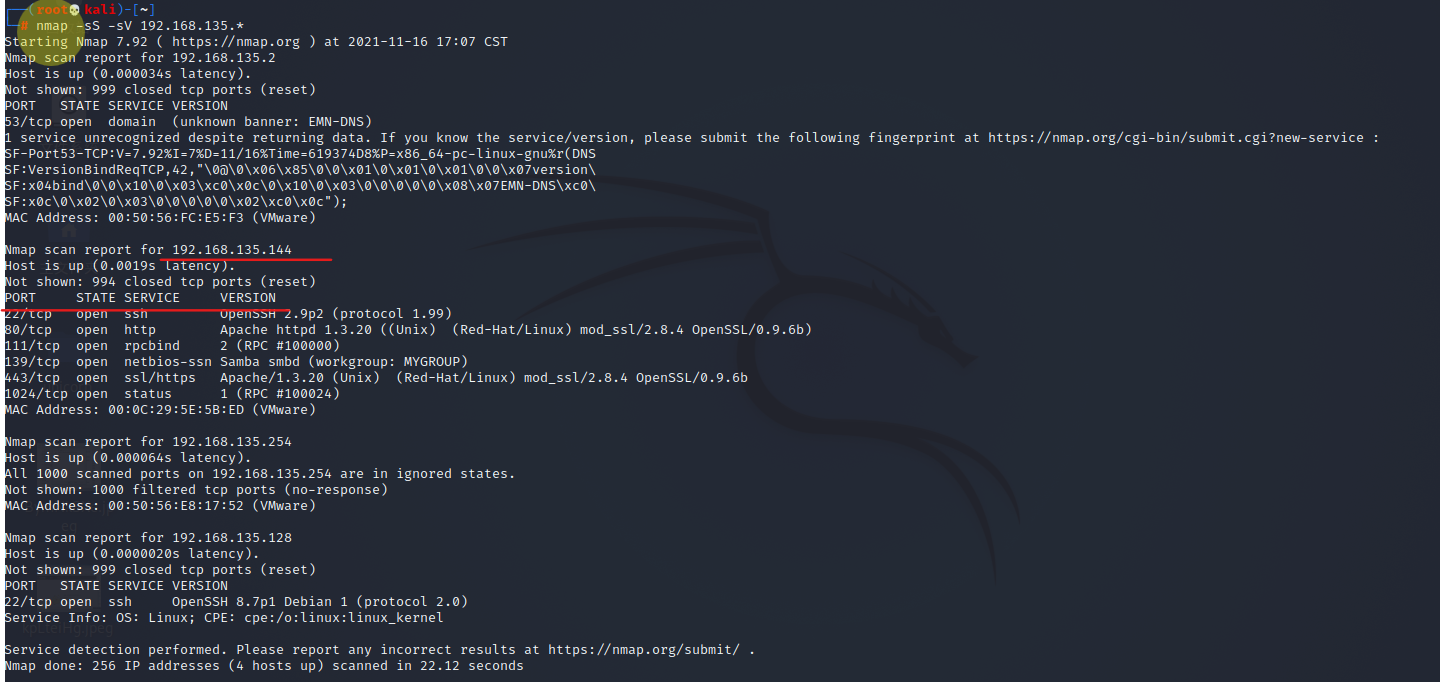 (root💀kali)-[~]
# nmap -sS -sV 192.168.135.*
Starting Nmap 7.92 ( https://nmap.org ) at 2021-11-16 17:07 CST
Nmap scan report for 192.168.135.2
Host is up (0.000034s latency).
Not shown: 999 closed tcp ports (reset)
PORT   STATE SERVICE VERSION
53/tcp open  domain  (unknown banner: EMN-DNS)
1 service unrecognized despite returning data. If you know the service/version, please submit the following fingerprint at https://nmap.org/cgi-bin/submit.cgi?new-service :
SF-Port53-TCP:V=7.92%I=7%D=11/16%Time=619374D8%P=x86_64-pc-linux-gnu%r(DNS
SF:VersionBindReqTCP,42,"\0@\0\x06\x85\0\0\x01\0\x01\0\x01\0\0\x07version\
SF:x04bind\0\0\x10\0\x03\xc0\x0c\0\x10\0\x03\0\0\0\0\0\x08\x07EMN-DNS\xc0\
SF:x0c\0\x02\0\x03\0\0\0\0\0\x02\xc0\x0c");
MAC Address: 00:50:56:FC:E5:F3 (VMware)
Nmap scan report for 192.168.135.144
Host is up (0.0019s latency).
Not shown: 994 closed tcp ports (reset)
PORT     STATE SERVICE     VERSION
22/tcp   open  ssh         OpenSSH 2.9p2 (protocol 1.99)
80/tcp   open  http        Apache httpd 1.3.20 ((Unix)  (Red-Hat/Linux) mod_ssl/2.8.4 OpenSSL/0.9.6b)
111/tcp  open  rpcbind     2 (RPC #100000)
139/tcp  open  netbios-ssn Samba smbd (workgroup: MYGROUP)
443/tcp  open  ssl/https   Apache/1.3.20 (Unix)  (Red-Hat/Linux) mod_ssl/2.8.4 OpenSSL/0.9.6b
1024/tcp open  status      1 (RPC #100024)
MAC Address: 00:0C:29:5E:5B:ED (VMware)
Nmap scan report for 192.168.135.254
Host is up (0.000064s latency).
All 1000 scanned ports on 192.168.135.254 are in ignored states.
Not shown: 1000 filtered tcp ports (no-response)
MAC Address: 00:50:56:E8:17:52 (VMware)
Nmap scan report for 192.168.135.128
Host is up (0.0000020s latency).
Not shown: 999 closed tcp ports (reset)
PORT   STATE SERVICE VERSION
22/tcp open  ssh     OpenSSH 8.7p1 Debian 1 (protocol 2.0)
Service Info: OS: Linux; CPE: cpe:/o:linux:linux_kernel
Service detection performed. Please report any incorrect results at https://nmap.org/submit/ .
Nmap done: 256 IP addresses (4 hosts up) scanned in 22.12 seconds